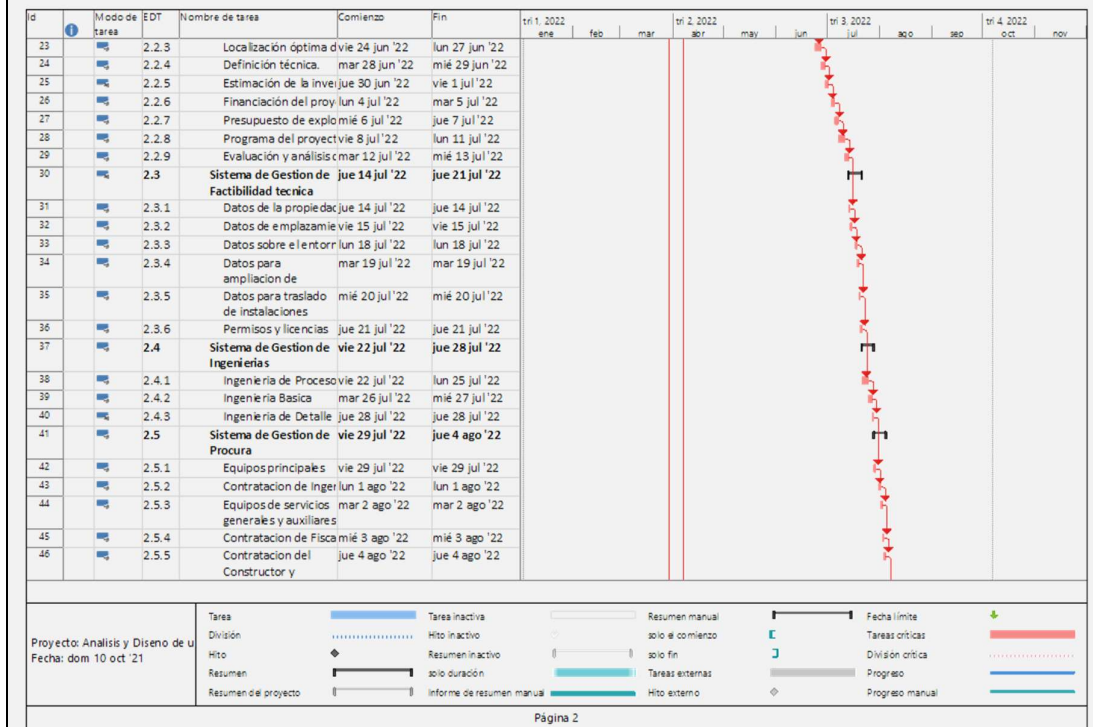 Id Modo de tarea EDT Nombre de tarea Comienzo Fin tri 1, 2022 tri 2, 2022 tri 3, 2022 tri 4, 2022
ene feb mar abr may jun jul ago sep oct nov
23 2.2.3 Localización óptima d vie 24 jun '22 lun 27 jun '22
24 2.2.4 Definición técnica. mar 28 jun '22 mié 29 jun '22
25 2.2.5 Estimación de la inve jue 30 jun '22 vie 1 jul '22
26 2.2.6 Financiación del proy lun 4 jul '22 mar 5 jul '22
27 2.2.7 Presupuesto de explo mié 6 jul '22 jue 7 jul '22
28 2.2.8 Programa del proyect vie 8 jul '22 lun 11 jul '22
29 2.2.9 Evaluación y análisis c mar 12 jul '22 mié 13 jul '22
30 2.3 Sistema de Gestion de jue 14 jul '22 jue 21 jul '22
Factibilidad tecnica
31 2.3.1 Datos de la propiedac jue 14 jul '22 jue 14 jul '22
32 2.3.2 Datos de emplazamie vie 15 jul '22 vie 15 jul '22
33 2.3.3 Datos sobre el entorn lun 18 jul '22 lun 18 jul '22
34 2.3.4 Datos para mar 19 jul '22 mar 19 jul '22
ampliacion de
35 2.3.5 Datos para traslado mié 20 jul '22 mié 20 jul '22
de instalaciones
36 2.3.6 Permisos y licencias jue 21 jul '22 jue 21 jul '22
37 2.4 Sistema de Gestion de vie 22 jul '22 jue 28 jul '22
Ingenierias
38 2.4.1 Ingenieria de Proceso vie 22 jul '22 lun 25 jul '22
39 2.4.2 Ingenieria Basica mar 26 jul '22 mié 27 jul '22
40 2.4.3 Ingenieria de Detalle jue 28 jul '22 jue 28 jul '22
41 2.5 Sistema de Gestion de vie 29 jul '22 jue 4 ago '22
Procura
42 2.5.1 Equipos principales vie 29 jul '22 vie 29 jul '22
43 2.5.2 Contratacion de Inger lun 1 ago '22 lun 1 ago '22
44 2.5.3 Equipos de servicios mar 2 ago '22 mar 2 ago '22
generales y auxiliares
45 2.5.4 Contratacion de Fisca mié 3 ago '22 mié 3 ago '22
46 2.5.5 Contratacion del jue 4 ago '22 jue 4 ago '22
Constructor y
Proyecto: Analisis y Diseno de u
Fecha: dom 10 oct '21
Tarea Tarea inactiva Resumen manual Fecha límite
División Hito inactivo solo el comienzo Tareas críticas
Hito Resumen inactivo solo fin División crítica
Resumen solo duración Tareas externas Progreso
Resumen del proyecto Informe de resumen manual Hito externo Progreso manual
Página 2